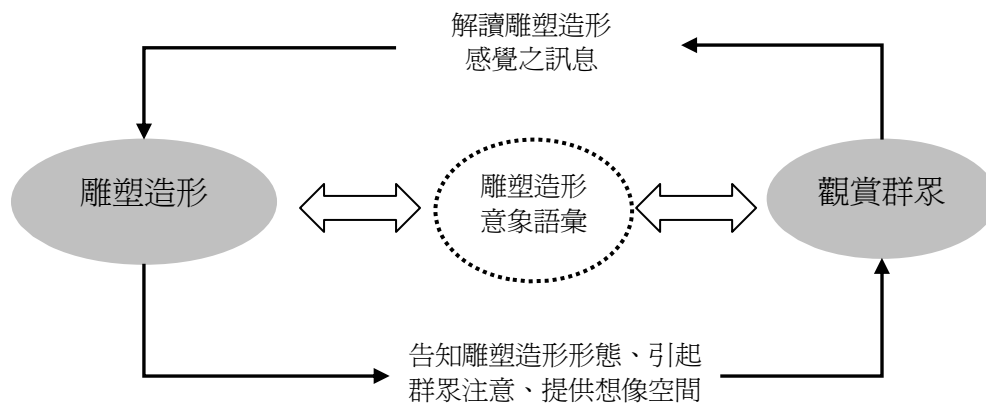 解讀雕塑造形
感覺之訊息
雕塑造形
雕塑造形
意象語彙
觀賞群眾
告知雕塑造形形態、引起
群眾注意、提供想像空間